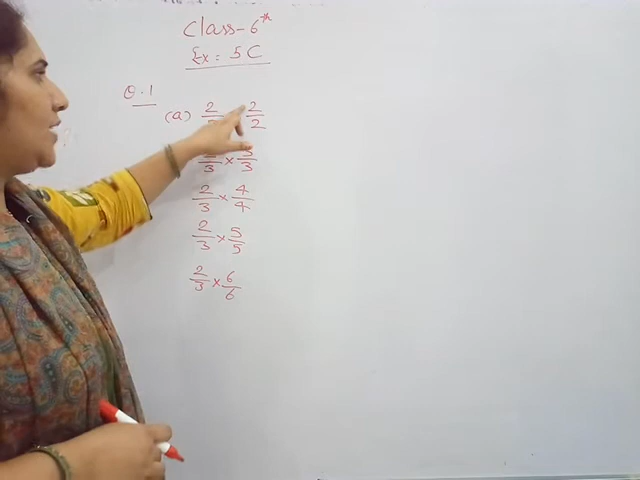 Class-6th
Ex: 5C
Q.1
(a) 2/3 2/2
2/3 × 3/3
2/3 × 4/4
2/3 × 5/5
2/3 × 6/6